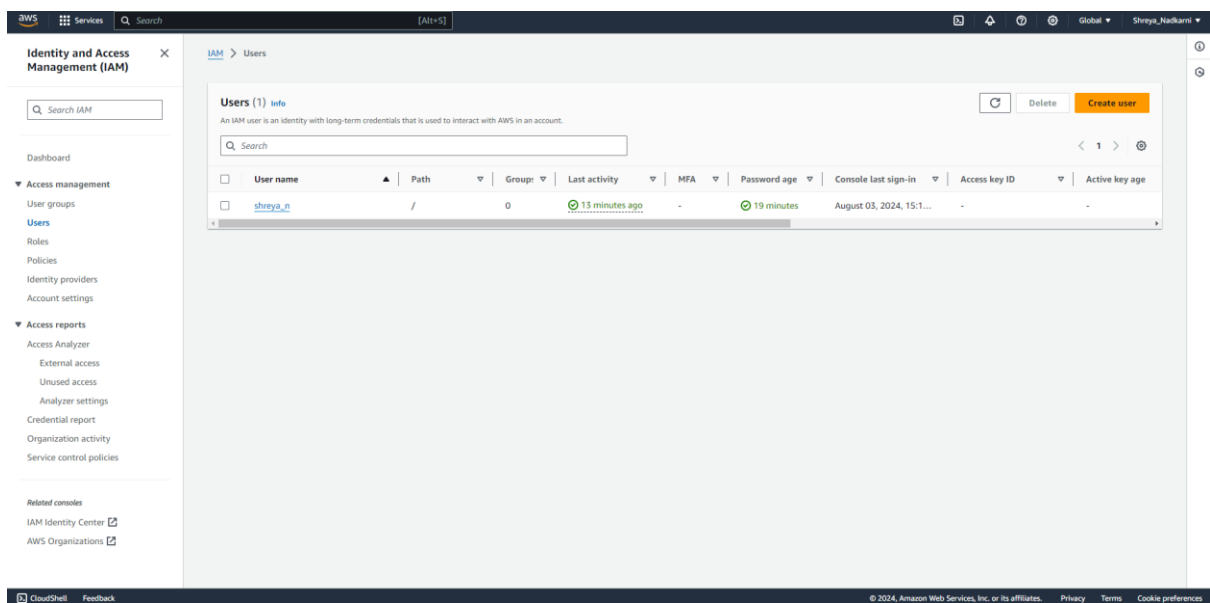 aws Services Search [Alt+S] Global Shreya_Nadkarni
Identity and Access
Management (IAM)
Search IAM
Dashboard
Access management
User groups
Users
Roles
Policies
Identity providers
Account settings
Access reports
Access Analyzer
External access
Unused access
Analyzer settings
Credential report
Organization activity
Service control policies
Related consoles
IAM Identity Center
AWS Organizations
IAM > Users
Users (1) Info
Delete
Create user
An IAM user is an identity with long-term credentials that is used to interact with AWS in an account.
Search
< 1 >
User name Path Group: Last activity MFA Password age Console last sign-in Access key ID Active key age
shreya_n / 0 13 minutes ago - 19 minutes August 03, 2024, 15:1... - -
CloudShell Feedback © 2024, Amazon Web Services, Inc. or its affiliates. Privacy Terms Cookie preferences